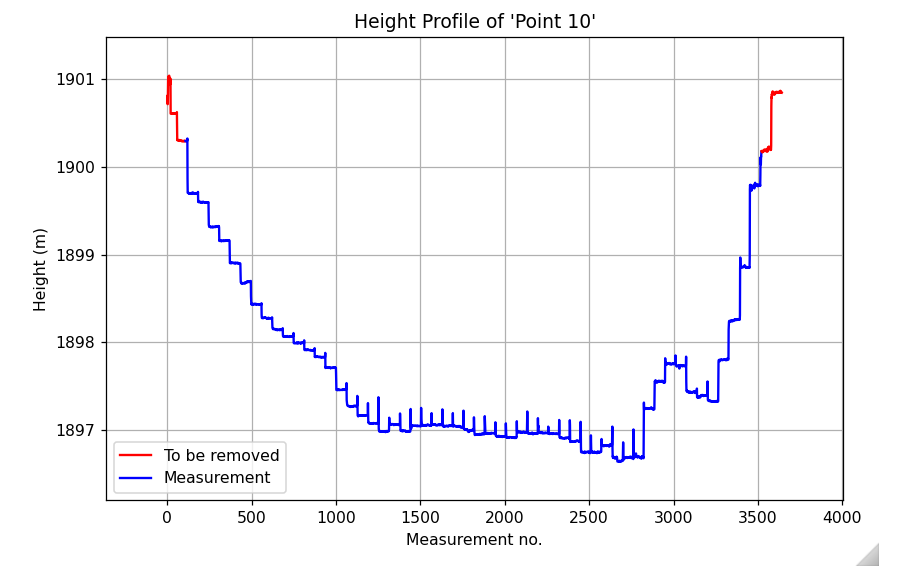 Height Profile of 'Point 10'
Height (m)
1901
1900
1899
1898
1897
To be removed
Measurement
0 500 1000 1500 2000 2500 3000 3500 4000
Measurement no.